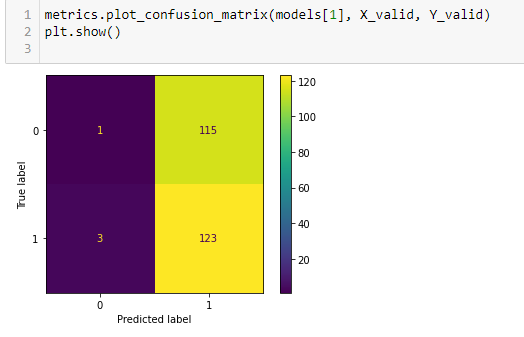 1 metrics.plot_confusion_matrix(models[1], X_valid, Y_valid)
2 plt.show()
3
0 1 115
1 3 123
0 1
True label
Predicted label
120
100
80
60
40
20